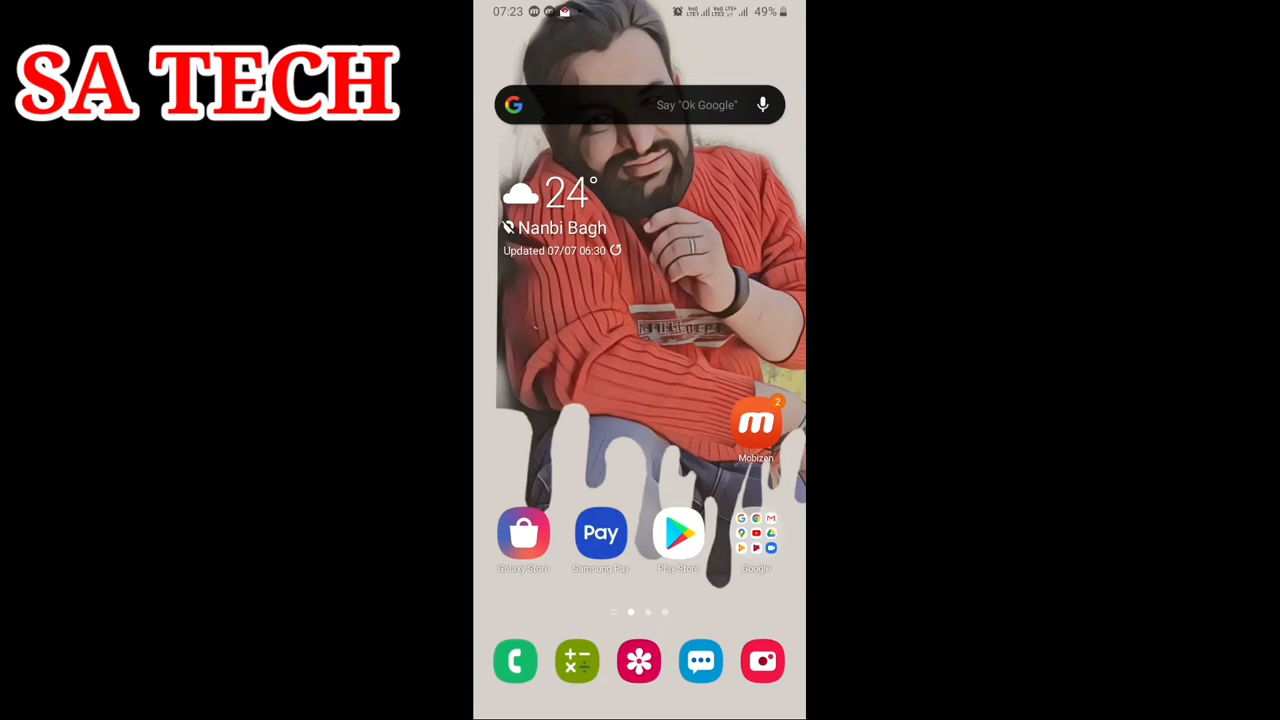 SA TECH
07:23
49%
Say "Ok Google"
24°
Nanbi Bagh
Updated 07/07 06:30
2
Mobizen
Pay
Galaxy Store
Samsung Pay
Play Store
Google